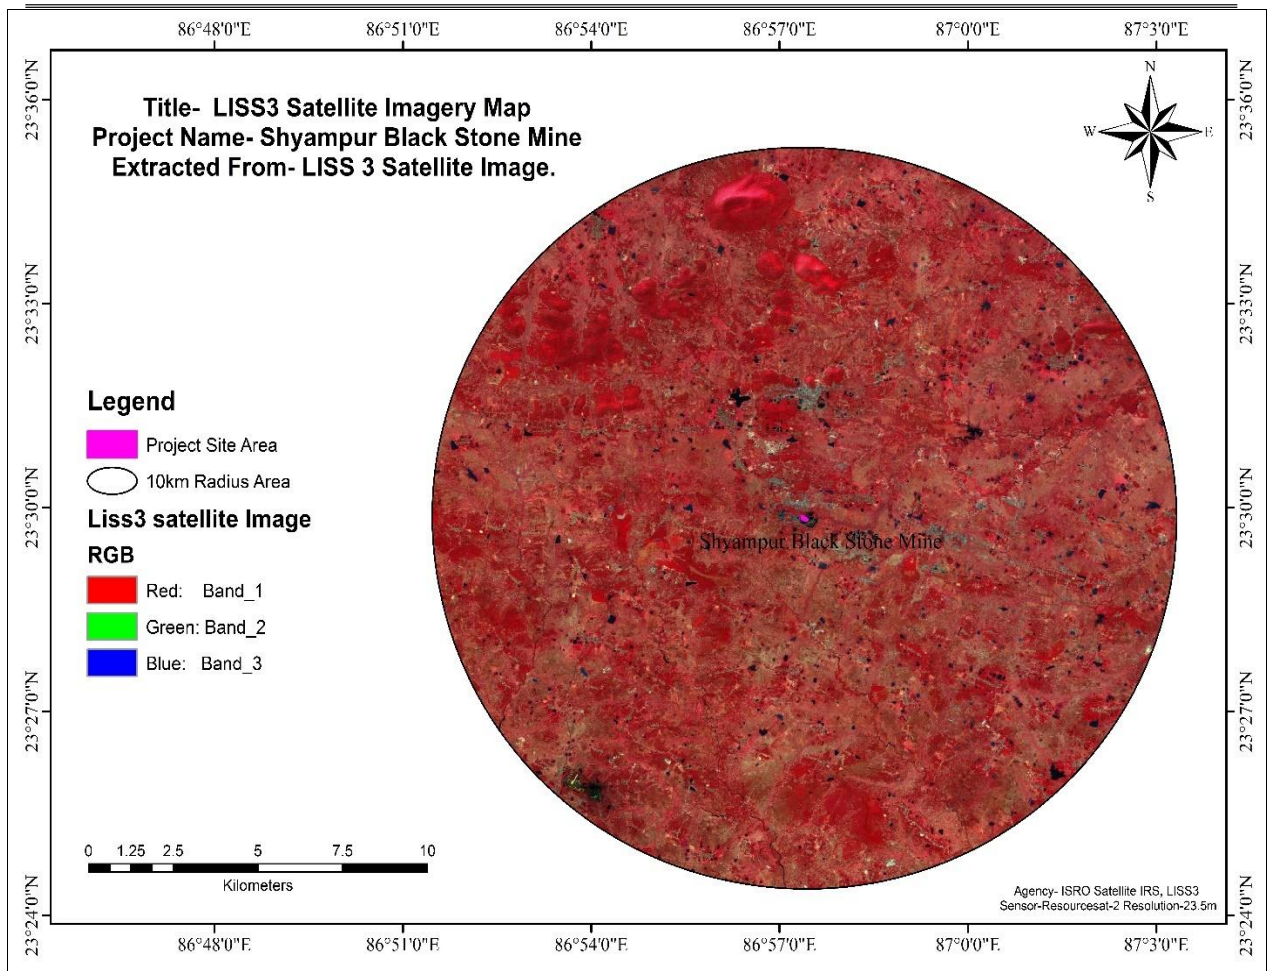 86°48'0"E 86°51'0"E 86°54'0"E 86°57'0"E 87°0'0"E 87°3'0"E
23°36'0"N
23°36'0"N
N
W E
S
Title- LISS3 Satellite Imagery Map
Project Name- Shyampur Black Stone Mine
Extracted From- LISS 3 Satellite Image.
23°33'0"N
23°33'0"N
Legend
Project Site Area
10km Radius Area
Liss3 satellite Image
RGB
Red: Band_1
Green: Band_2
Blue: Band_3
23°30'0"N
23°30'0"N
Shyampur Black Stone Mine
23°27'0"N
23°27'0"N
0 1.25 2.5 5 7.5 10
Kilometers
Agency- ISRO Satellite IRS, LISS3
Sensor-Resourcesat-2 Resolution-23.5m
23°24'0"N
23°24'0"N
86°48'0"E 86°51'0"E 86°54'0"E 86°57'0"E 87°0'0"E 87°3'0"E